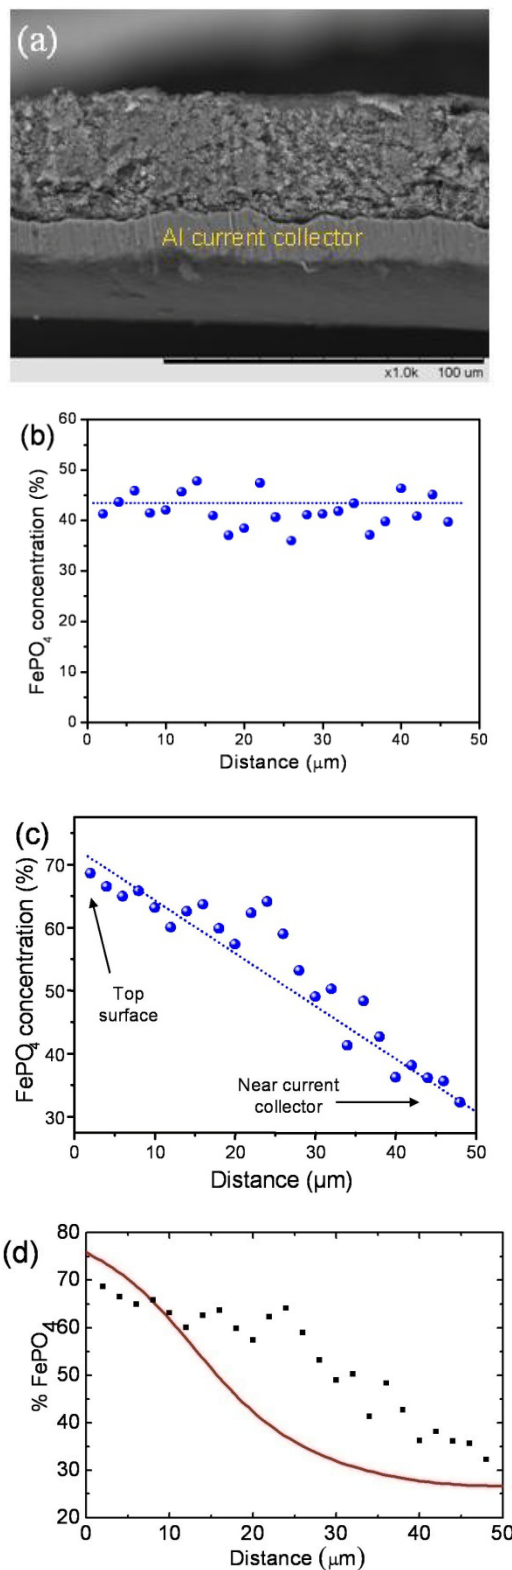 (a)
Al current collector
x1.0k 100 um
(b)
60
50
40
30
20
10
0
FePO4 concentration (%)
0 10 20 30 40 50
Distance (μm)
(c)
70
60
50
40
30
FePO4 concentration (%)
Top
surface
Near current
collector
0 10 20 30 40 50
Distance (μm)
(d)
80
70
60
50
40
30
20
% FePO4
0 10 20 30 40 50
Distance (μm)